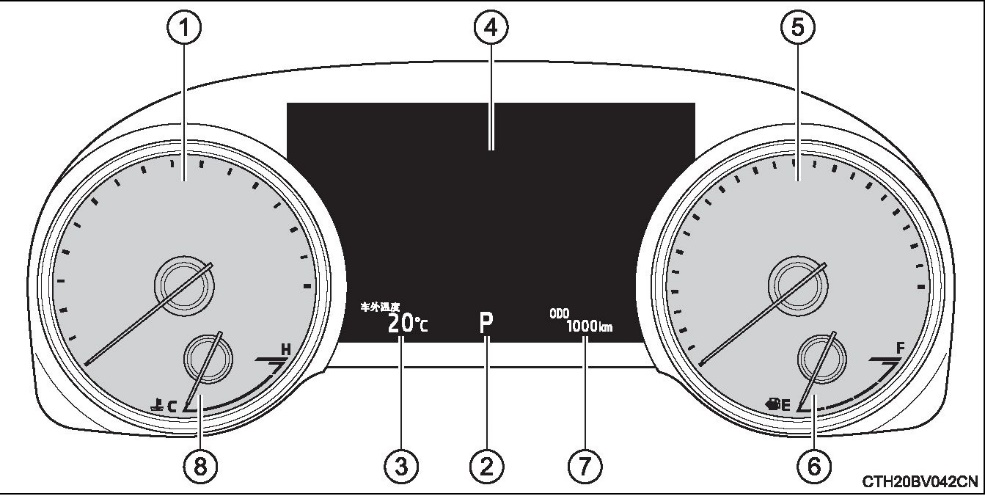 ① ④ ⑤
车外温度
20℃
P
ODO
1000km
H
C
F
E
⑧ ③ ② ⑦ ⑥
CTH20BV042CN